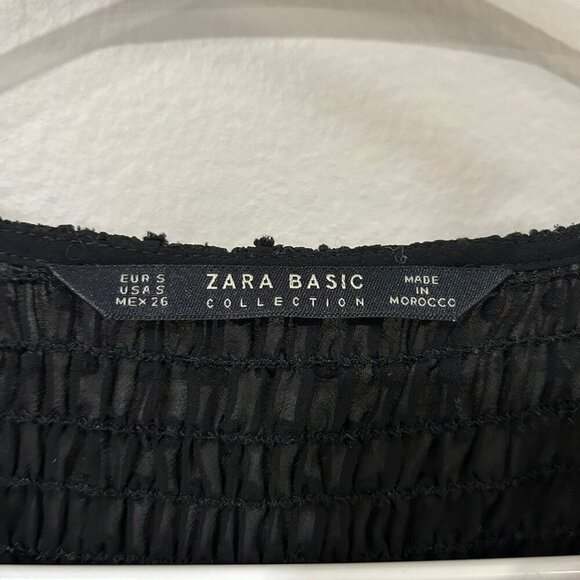 EUR S
USA S
MEX 26
ZARA BASIC
COLLECTION
MADE
IN
MOROCCO